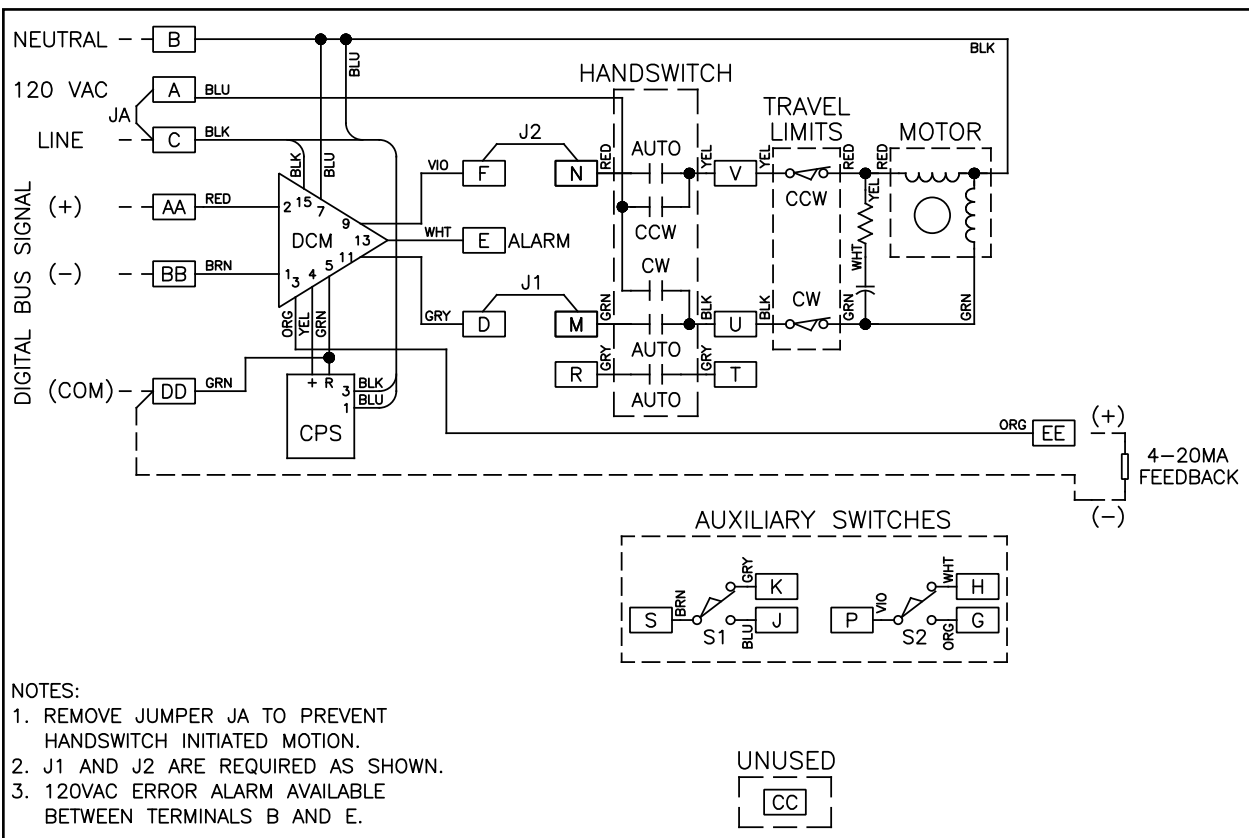 NEUTRAL B
BLK
BLU
120 VAC A BLU
HANDSWITCH
JA
LINE C BLK
TRAVEL
LIMITS
MOTOR
J2
AUTO
BLK
BLU
VIO F N RED YEL V YEL RED RED
DIGITAL BUS SIGNAL
(+) AA RED
2 15 7
9
DCM
13
11
CCW
CCW
YEL
WHT E ALARM
(-) BB BRN
1 3 4 5
CW
CW
WHT
J1
ORG YEL GRN
GRY D M GRN BLK U BLK GRN GRN
AUTO
R GRY GRY T
AUTO
(COM) DD GRN
+ R
3 BLK
1 BLU
CPS
ORG EE (+)
4-20MA
FEEDBACK
(-)
AUXILIARY SWITCHES
S BRN GRY K
S1 BLU J
P VIO WHT H
S2 ORG G
NOTES:
1. REMOVE JUMPER JA TO PREVENT
HANDSWITCH INITIATED MOTION.
2. J1 AND J2 ARE REQUIRED AS SHOWN.
3. 120VAC ERROR ALARM AVAILABLE
BETWEEN TERMINALS B AND E.
UNUSED
CC